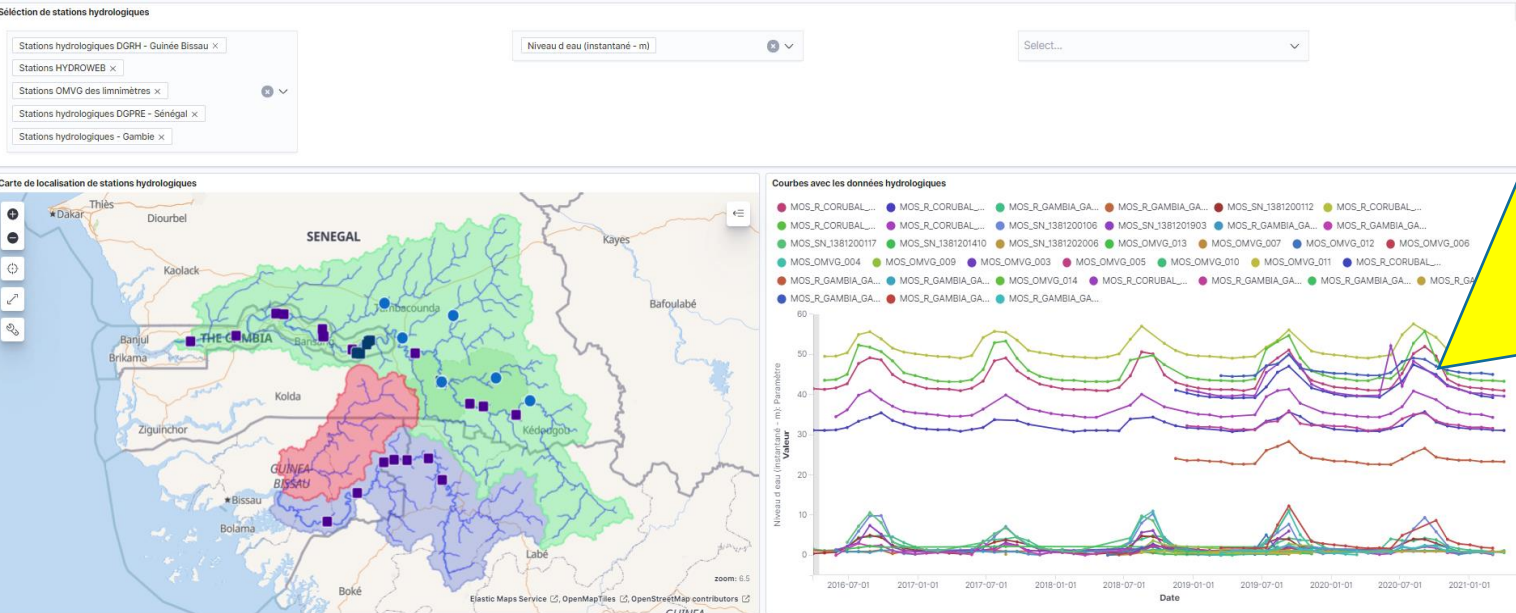 Séléction de stations hydrologiques
Stations hydrologiques DGRH - Guinée Bissau ×
Stations HYDROWEB ×
Stations OMVG des limnimètres ×
Stations hydrologiques DGPRE - Sénégal ×
Stations hydrologiques - Gambie ×
Niveau d eau (instantané - m)
Select...
Carte de localisation de stations hydrologiques
Thiès
Dakar
Diourbel
SENEGAL
Kayes
Kaolack
Tambacounda
Bafoulabé
Banjul
THE GAMBIA
Brikama
Kolda
Ziguinchor
Kédougou
GUINEA-
BISSAU
Bissau
Bolama
Labé
Boké
zoom: 6.5
Elastic Maps Service, OpenMapTiles, OpenStreetMap contributors
GUINEA
Courbes avec les données hydrologiques
MOS_R_CORUBAL_... MOS_R_CORUBAL_... MOS_R_GAMBIA_GA... MOS_R_GAMBIA_GA... MOS_SN_1381200112 MOS_R_CORUBAL_...
MOS_R_CORUBAL_... MOS_R_CORUBAL_... MOS_SN_1381200106 MOS_SN_1381201903 MOS_R_GAMBIA_GA... MOS_R_GAMBIA_GA...
MOS_SN_1381200117 MOS_SN_1381201410 MOS_SN_1381202006 MOS_OMVG_013 MOS_OMVG_007 MOS_OMVG_012 MOS_OMVG_006
MOS_OMVG_004 MOS_OMVG_009 MOS_OMVG_003 MOS_OMVG_005 MOS_OMVG_010 MOS_OMVG_011 MOS_R_CORUBAL_...
MOS_R_GAMBIA_GA... MOS_R_GAMBIA_GA... MOS_OMVG_014 MOS_R_CORUBAL_... MOS_R_GAMBIA_GA... MOS_R_GAMBIA_GA... MOS_R_GA
MOS_R_GAMBIA_GA... MOS_R_GAMBIA_GA... MOS_R_GAMBIA_GA...
Niveau d eau (instantané - m): Paramètre
Valeur
60
50
40
30
20
10
0
2016-07-01 2017-01-01 2017-07-01 2018-01-01 2018-07-01 2019-01-01 2019-07-01 2020-01-01 2020-07-01 2021-01-01
Date